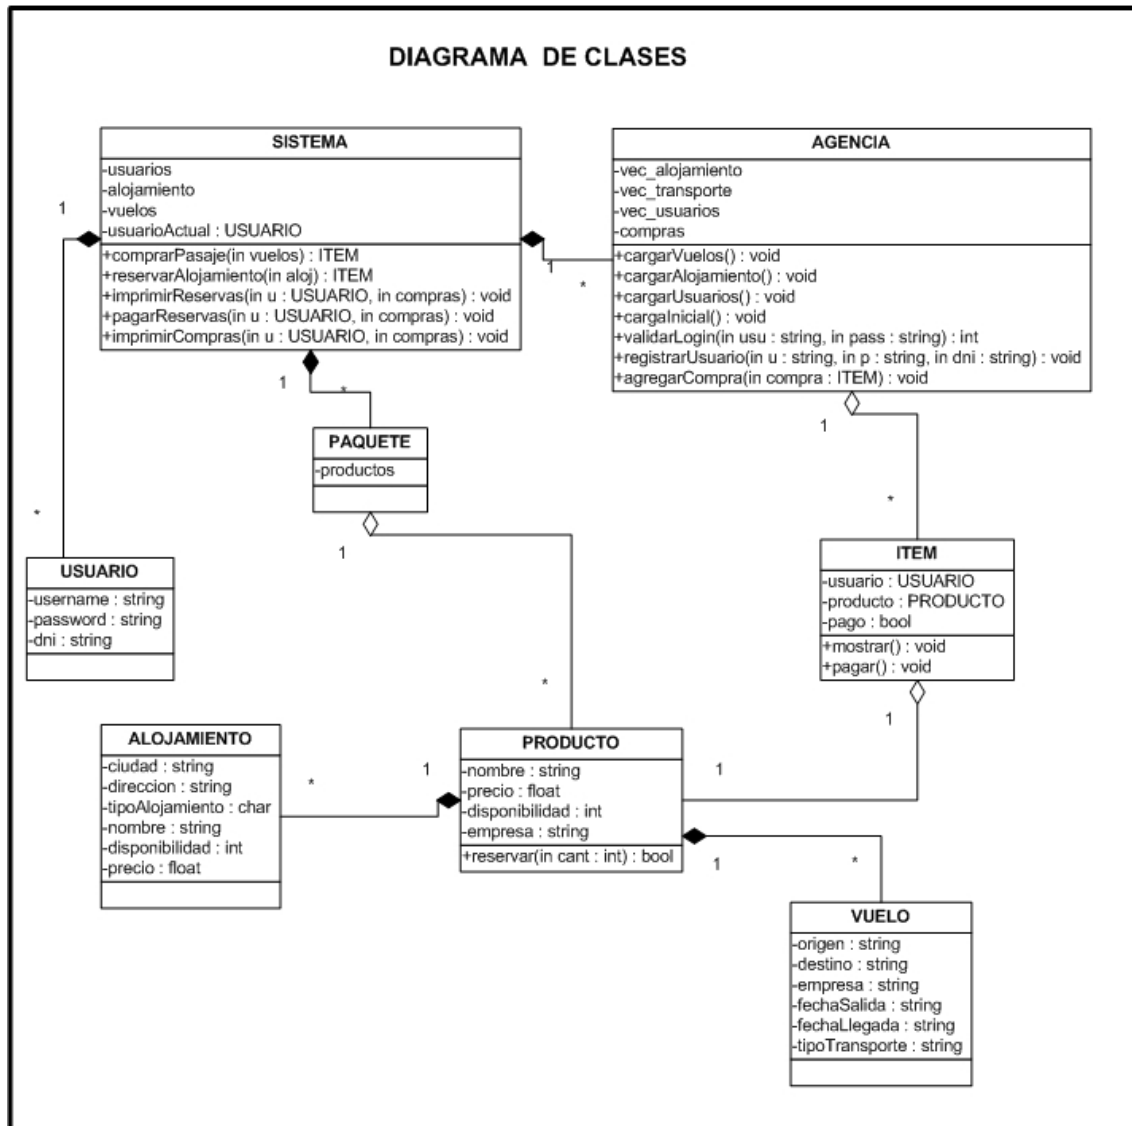 DIAGRAMA DE CLASES
SISTEMA
-usuarios
-alojamiento
-vuelos
-usuarioActual : USUARIO
+comprarPasaje(in vuelos) : ITEM
+reservarAlojamiento(in aloj) : ITEM
+imprimirReservas(in u : USUARIO, in compras) : void
+pagarReservas(in u : USUARIO, in compras) : void
+imprimirCompras(in u : USUARIO, in compras) : void
AGENCIA
-vec_alojamiento
-vec_transporte
-vec_usuarios
-compras
+cargarVuelos() : void
+cargarAlojamiento() : void
+cargarUsuarios() : void
+cargaInicial() : void
+validarLogin(in usu : string, in pass : string) : int
+registrarUsuario(in u : string, in p : string, in dni : string) : void
+agregarCompra(in compra : ITEM) : void
1
1
*
1
*
1
PAQUETE
-productos
*
*
1
USUARIO
-username : string
-password : string
-dni : string
ITEM
-usuario : USUARIO
-producto : PRODUCTO
-pago : bool
+mostrar() : void
+pagar() : void
*
1
ALOJAMIENTO
-ciudad : string
-direccion : string
-tipoAlojamiento : char
-nombre : string
-disponibilidad : int
-precio : float
*
1
PRODUCTO
-nombre : string
-precio : float
-disponibilidad : int
-empresa : string
+reservar(in cant : int) : bool
1
1
*
VUELO
-origen : string
-destino : string
-empresa : string
-fechaSalida : string
-fechaLlegada : string
-tipoTransporte : string